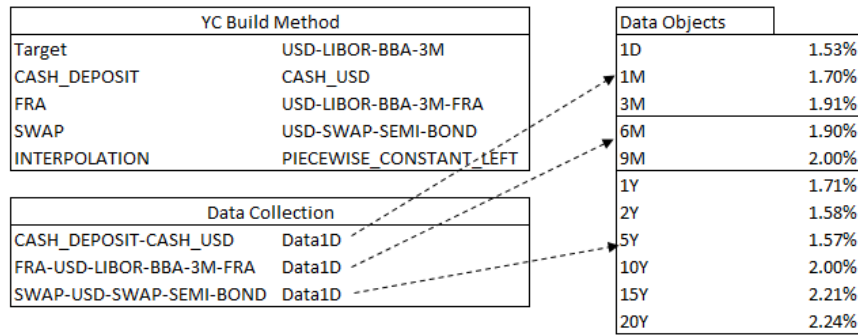 YC Build Method
Target USD-LIBOR-BBA-3M
CASH_DEPOSIT CASH_USD
FRA USD-LIBOR-BBA-3M-FRA
SWAP USD-SWAP-SEMI-BOND
INTERPOLATION PIECEWISE_CONSTANT_LEFT
Data Collection
CASH_DEPOSIT-CASH_USD Data1D
FRA-USD-LIBOR-BBA-3M-FRA Data1D
SWAP-USD-SWAP-SEMI-BOND Data1D
Data Objects
1D 1.53%
1M 1.70%
3M 1.91%
6M 1.90%
9M 2.00%
1Y 1.71%
2Y 1.58%
5Y 1.57%
10Y 2.00%
15Y 2.21%
20Y 2.24%